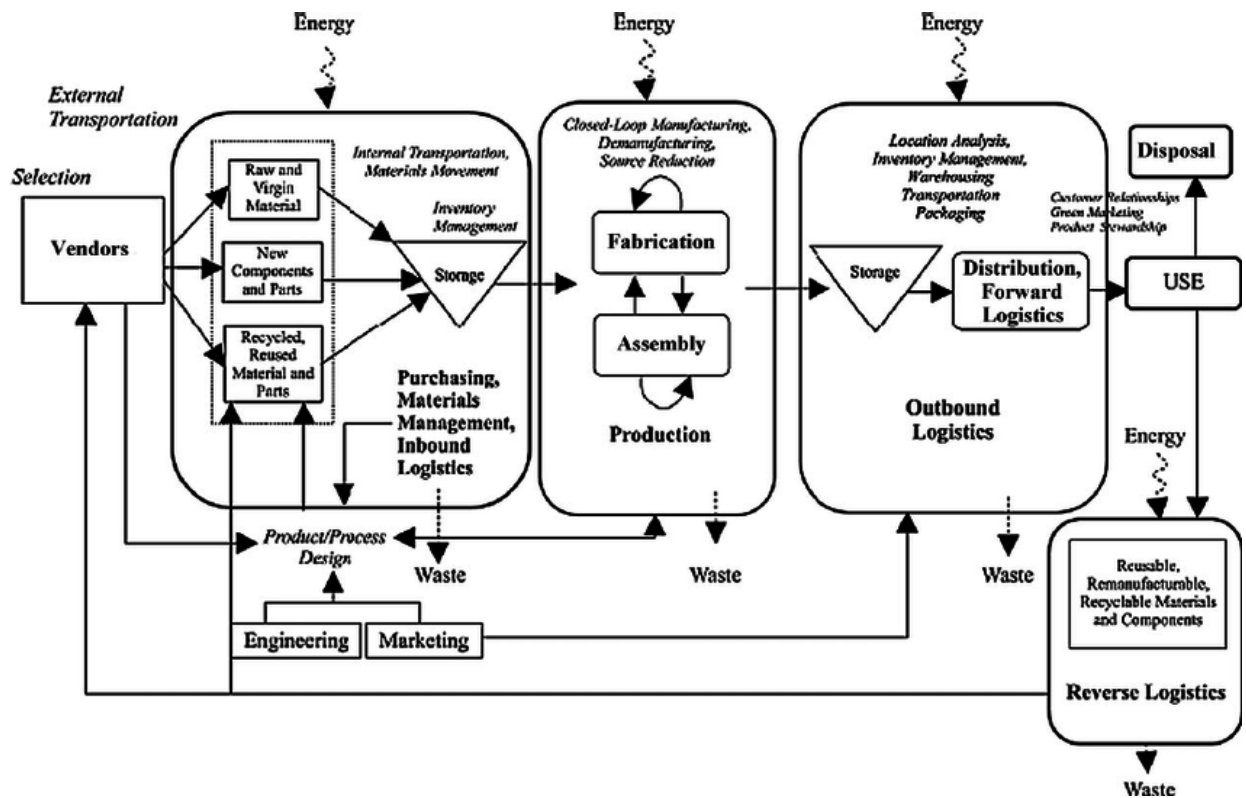 Energy
Energy
Energy
External
Transportation
Selection
Vendors
Raw and
Virgin
Material
New
Components
and Parts
Recycled,
Reused
Material and
Parts
Internal Transportation,
Materials Movement
Inventory
Management
Storage
Purchasing,
Materials
Management,
Inbound
Logistics
Closed-Loop Manufacturing,
Demanufacturing,
Source Reduction
Fabrication
Assembly
Production
Location Analysis,
Inventory Management,
Warehousing
Transportation
Packaging
Storage
Distribution,
Forward
Logistics
Outbound
Logistics
Customer Relationships
Green Marketing
Product Stewardship
Disposal
USE
Energy
Product/Process
Design
Waste
Waste
Waste
Engineering
Marketing
Reusable,
Remanufacturable,
Recyclable Materials
and Components
Reverse Logistics
Waste